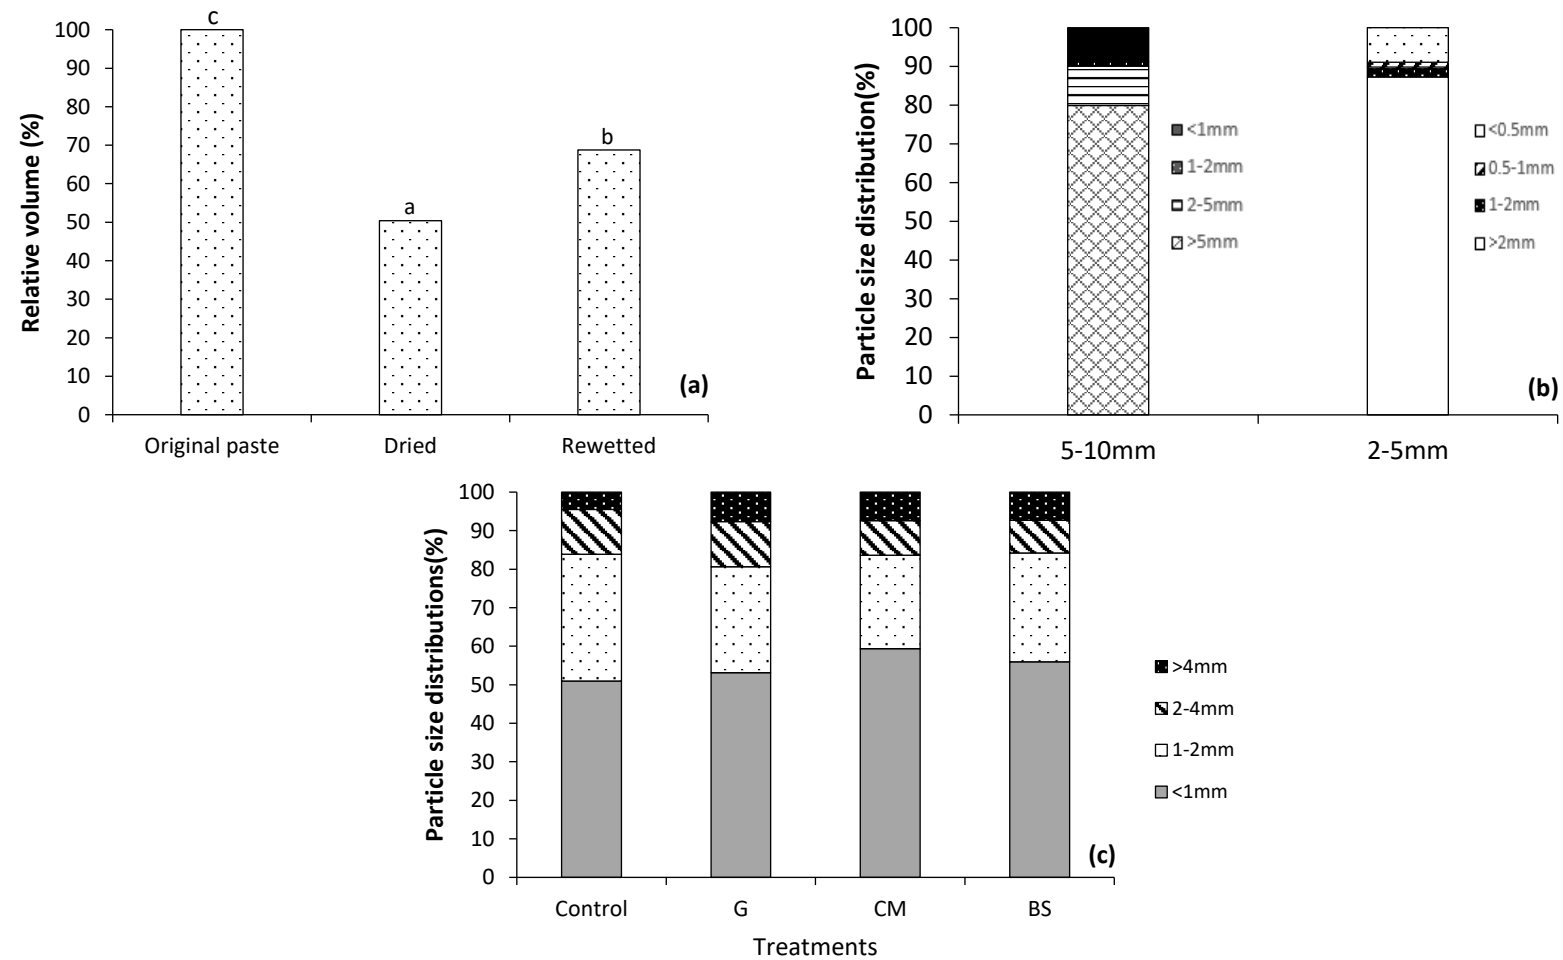 c
100
90
80
70
60
50
40
30
20
10
0
Relative volume (%)
a
b
(a)
Original paste Dried Rewetted
100
90
80
70
60
50
40
30
20
10
0
Particle size distribution(%)
<1mm
1-2mm
2-5mm
>5mm
<0.5mm
0.5-1mm
1-2mm
>2mm
(b)
5-10mm 2-5mm
100
90
80
70
60
50
40
30
20
10
0
Particle size distributions(%)
>4mm
2-4mm
1-2mm
<1mm
(c)
Control G CM BS
Treatments